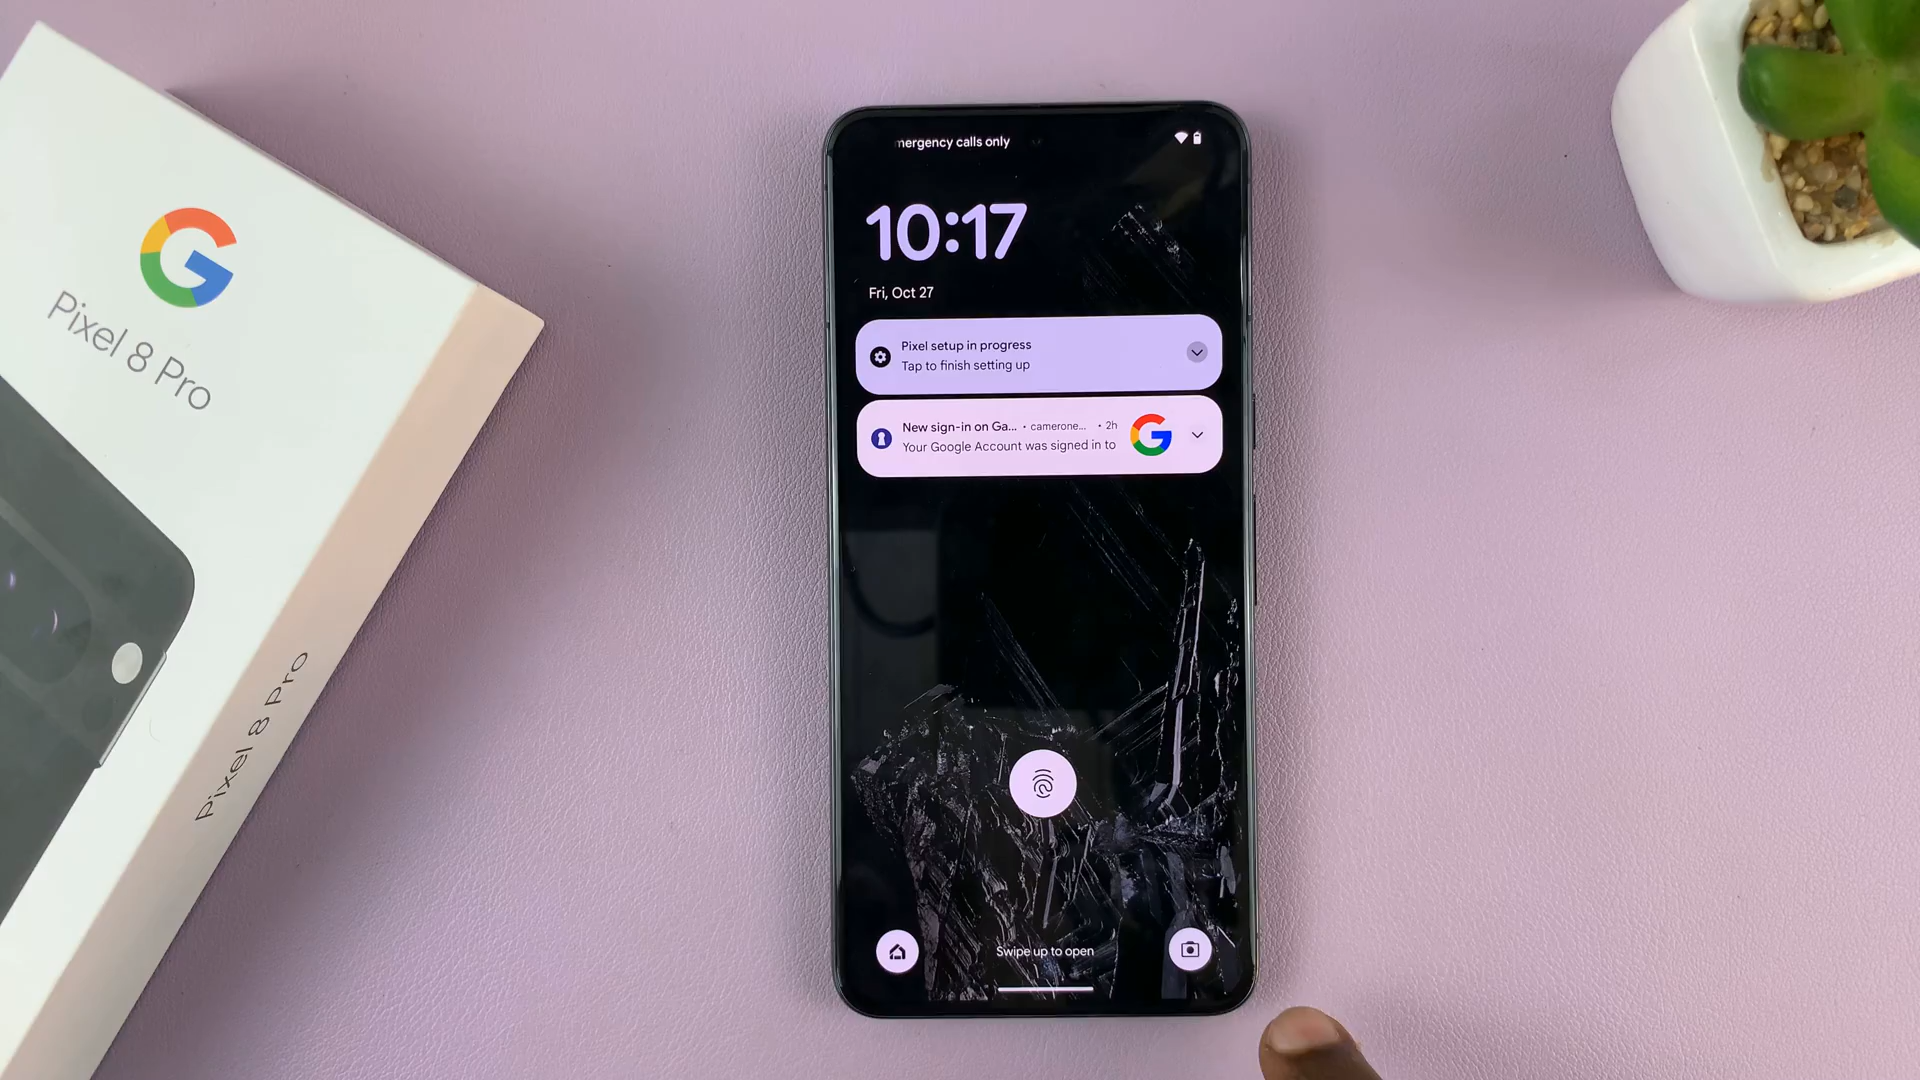 Pixel 8 Pro
Pixel 8 Pro
mergency calls only
10:17
Fri, Oct 27
Pixel setup in progress
Tap to finish setting up
New sign-in on Ga... • camerone... • 2h
Your Google Account was signed in to
Swipe up to open